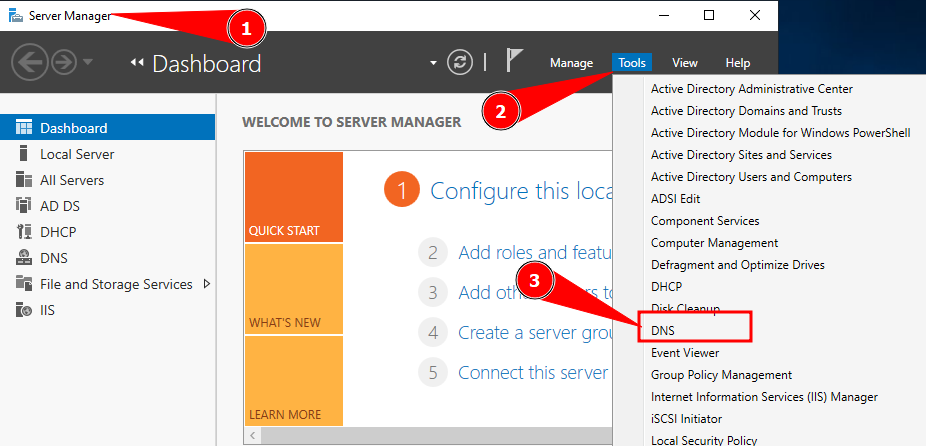 Server Manager
1
Dashboard
Manage Tools View Help
2
Dashboard
Local Server
All Servers
AD DS
DHCP
DNS
File and Storage Services
IIS
WELCOME TO SERVER MANAGER
QUICK START
WHAT'S NEW
LEARN MORE
1 Configure this loca
2 Add roles and featu
3 Add oth rs to
4 Create a server grou
5 Connect this server
3
Active Directory Administrative Center
Active Directory Domains and Trusts
Active Directory Module for Windows PowerShell
Active Directory Sites and Services
Active Directory Users and Computers
ADSI Edit
Component Services
Computer Management
Defragment and Optimize Drives
DHCP
Disk Cleanup
DNS
Event Viewer
Group Policy Management
Internet Information Services (IIS) Manager
iSCSI Initiator
Local Security Policy